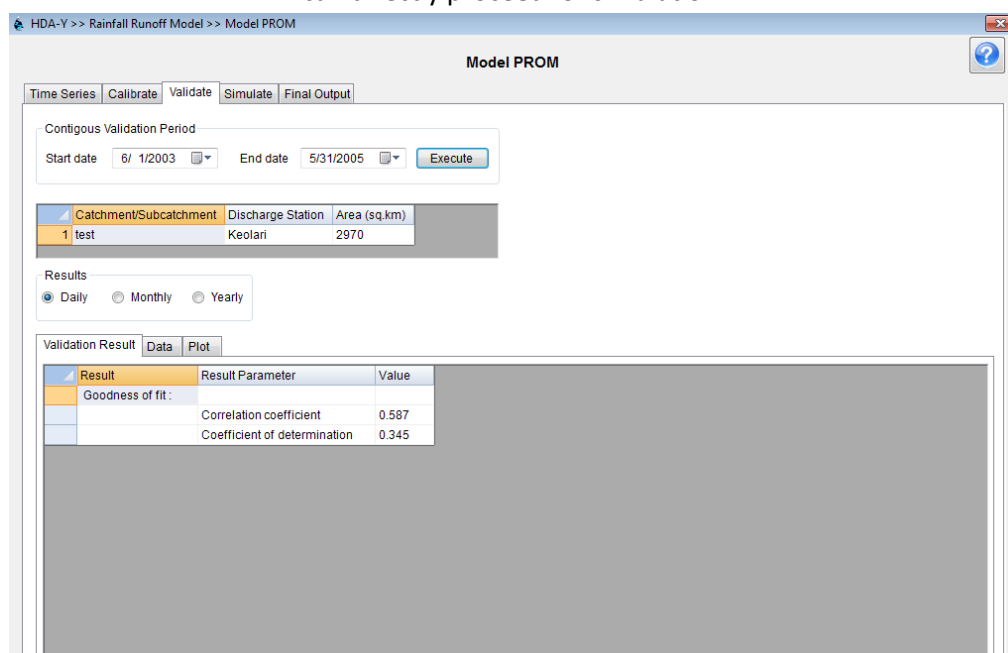 HDA-Y >> Rainfall Runoff Model >> Model PROM
Model PROM
Time Series Calibrate Validate Simulate Final Output
Contigous Validation Period
Start date 6/ 1/2003 End date 5/31/2005 Execute
Catchment/Subcatchment Discharge Station Area (sq.km)
1 test Keolari 2970
Results
Daily Monthly Yearly
Validation Result Data Plot
Result Result Parameter Value
Goodness of fit :
Correlation coefficient 0.587
Coefficient of determination 0.345